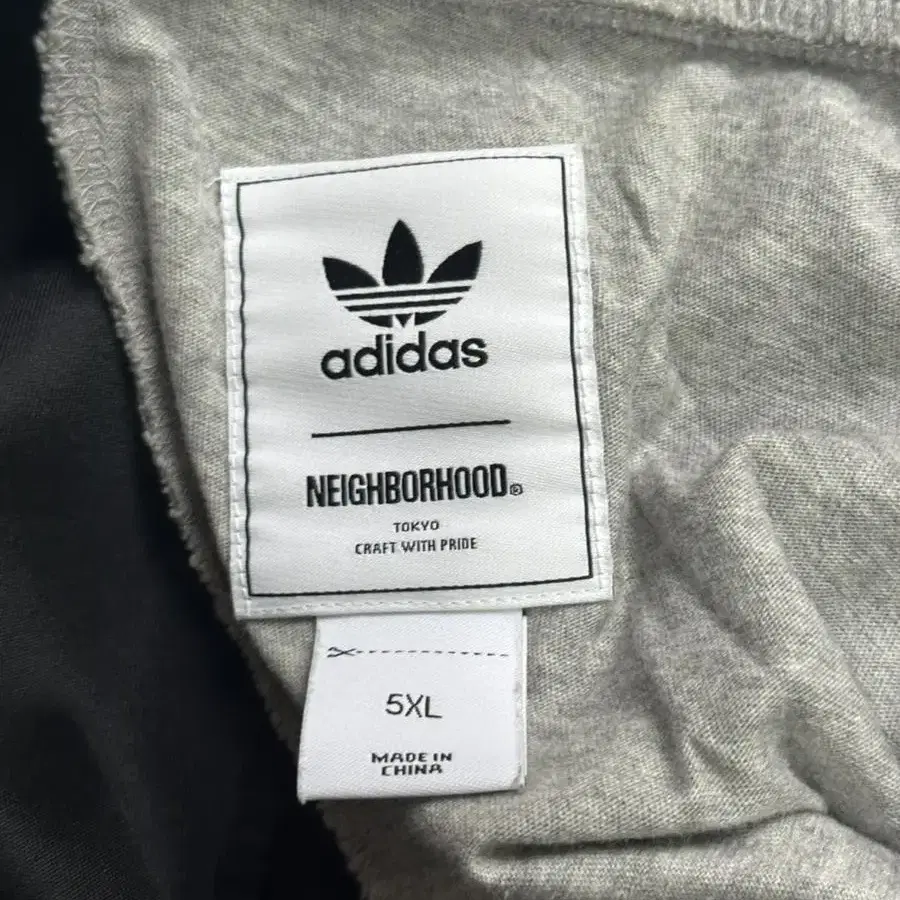 adidas
NEIGHBORHOOD®
TOKYO
CRAFT WITH PRIDE
5XL
MADE IN
CHINA